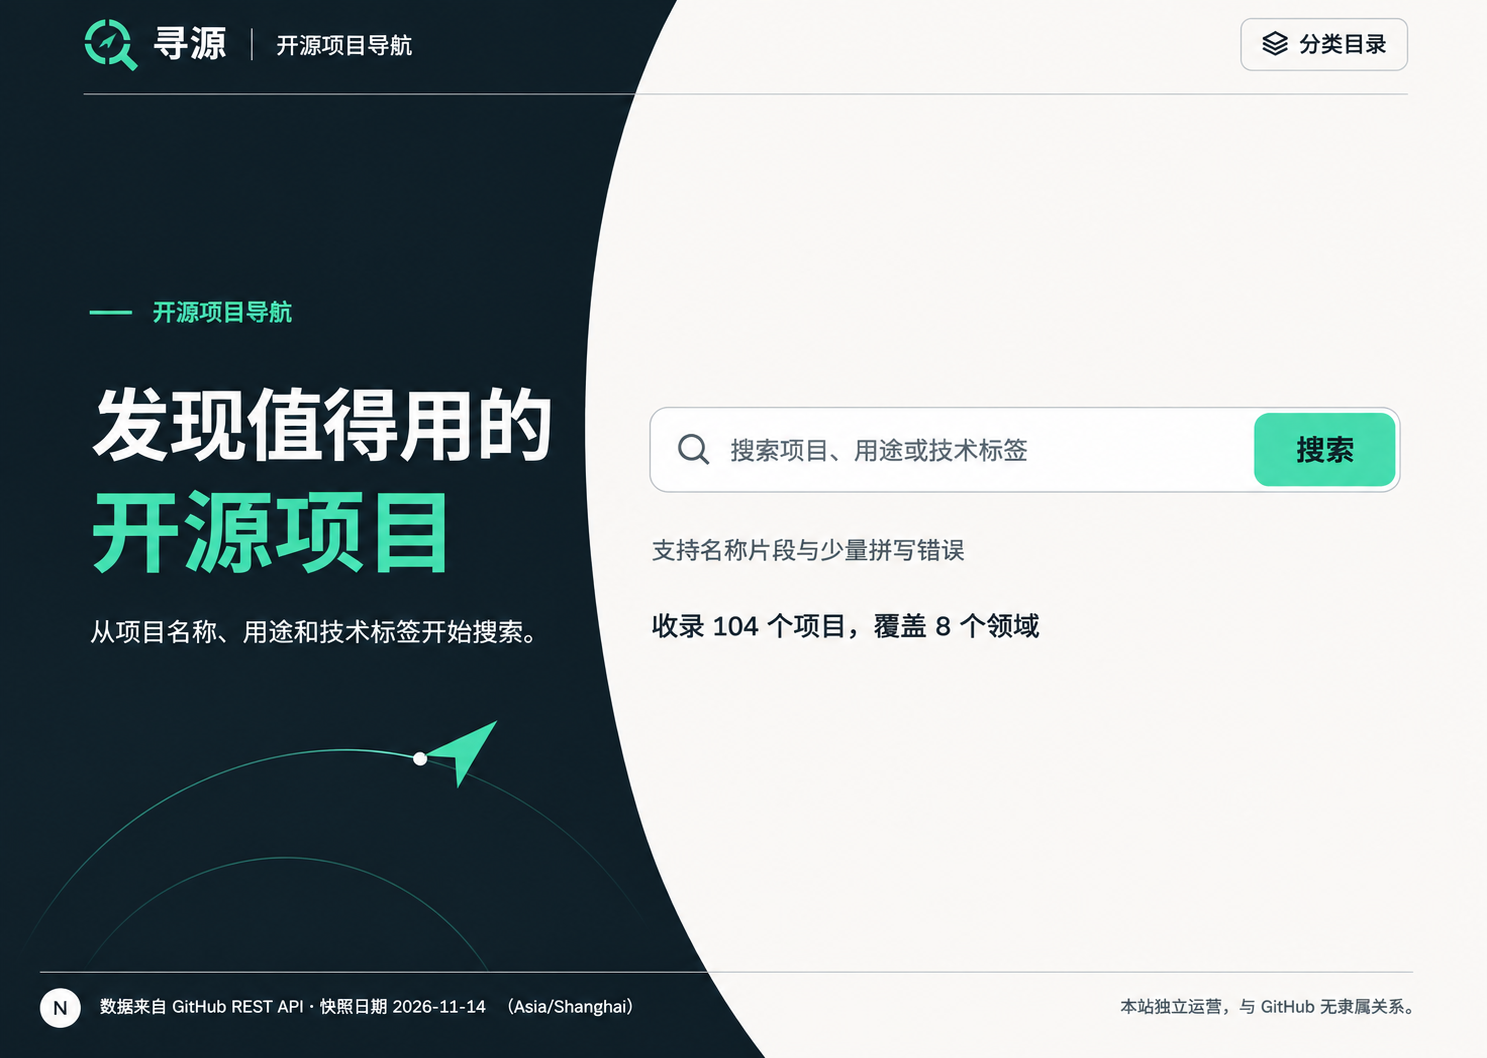 寻源
开源项目导航
分类目录
开源项目导航
发现值得用的
开源项目
从项目名称、用途和技术标签开始搜索。
搜索项目、用途或技术标签
搜索
支持名称片段与少量拼写错误
收录 104 个项目，覆盖 8 个领域
N
数据来自 GitHub REST API · 快照日期 2026-11-14 （Asia/Shanghai）
本站独立运营，与 GitHub 无隶属关系。